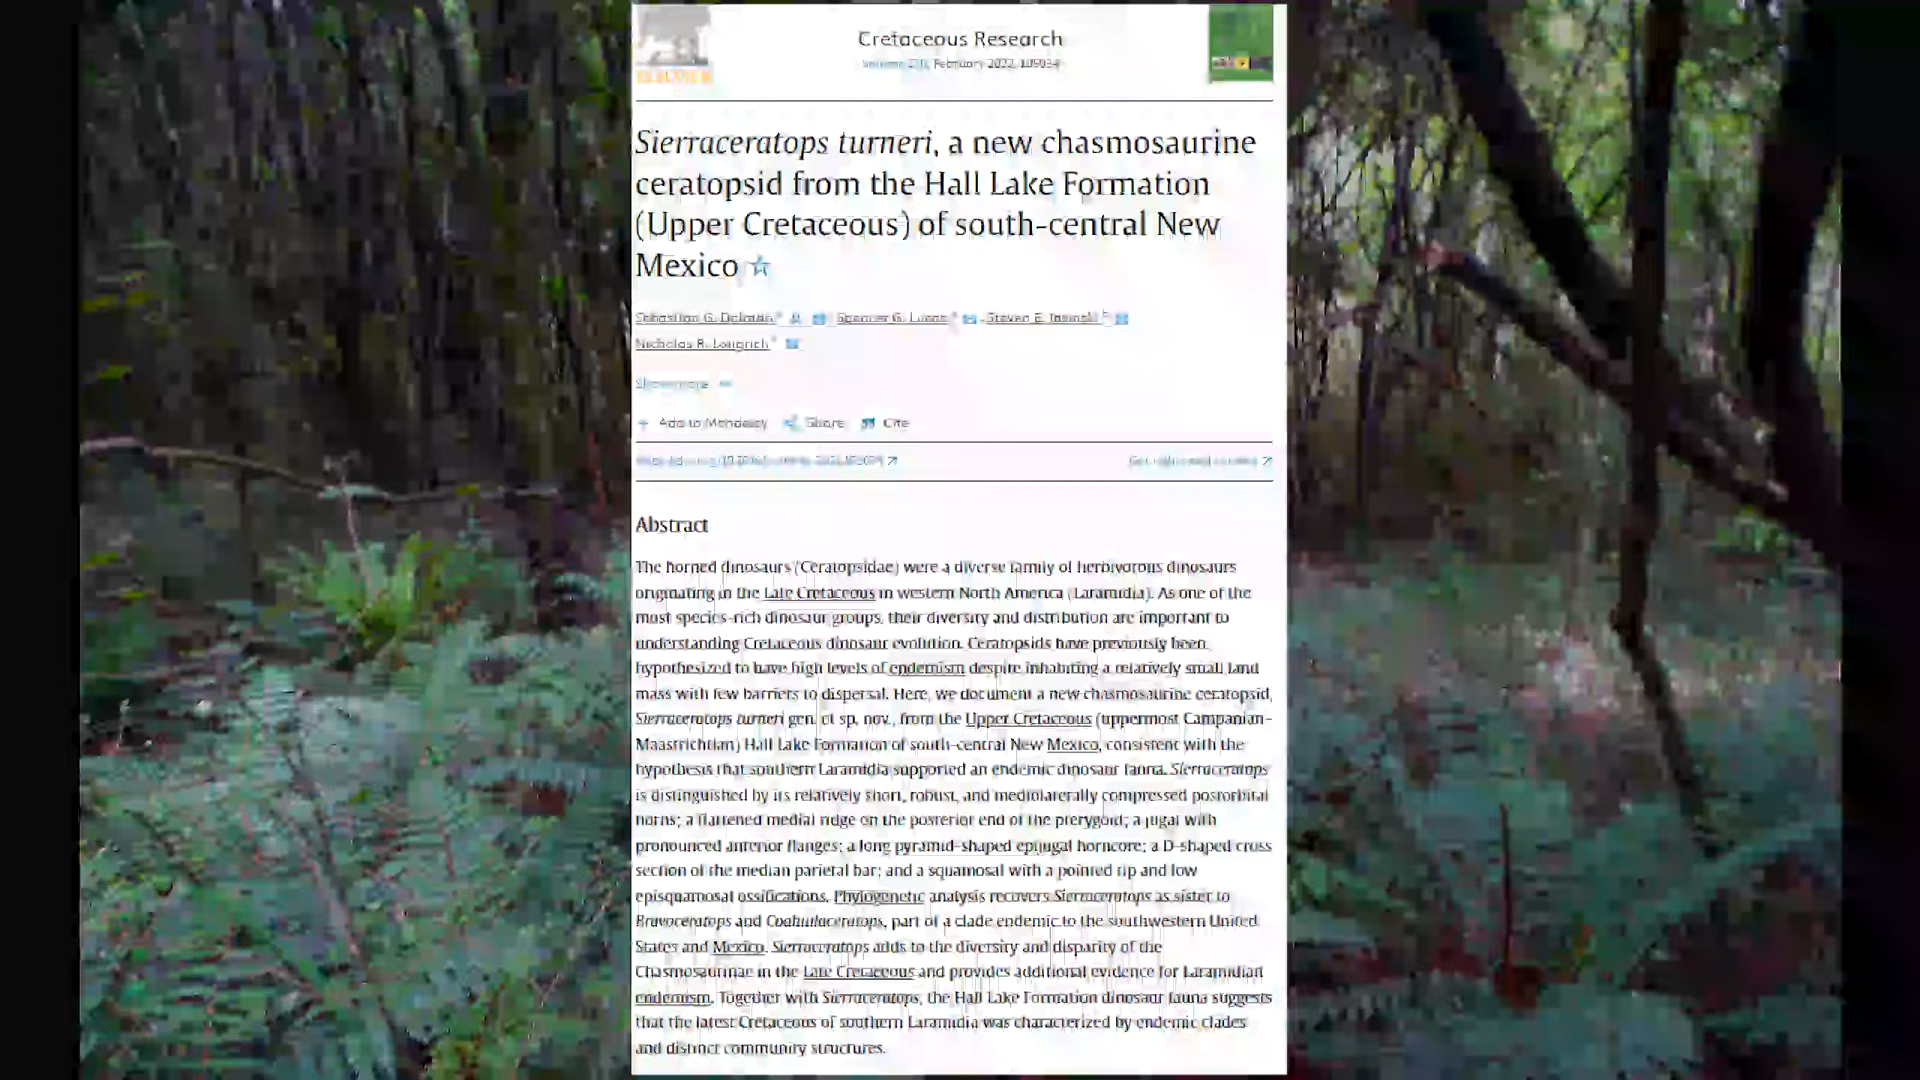 Cretaceous Research
February 2022,
Sierraceratops turneri, a new chasmosaurine
ceratopsid from the Hall Lake Formation
(Upper Cretaceous) of south-central New
Mexico
Sebastian G. Dalman Spencer G. Lucas Steven E. Jasinski
Nicholas R. Longrich
Show more
Add to Mendeley Share Cite
Abstract
The horned dinosaurs (Ceratopsidae) were a diverse family of herbivorous dinosaurs
originating in the Late Cretaceous in western North America (Laramidia). As one of the
most species-rich dinosaur groups, their diversity and distribution are important to
understanding Cretaceous dinosaur evolution. Ceratopsids have previously been
hypothesized to have high levels of endemism despite inhabiting a relatively small land
mass with few barriers to dispersal. Here, we document a new chasmosaurine ceratopsid,
Sierraceratops turneri gen. et sp. nov., from the Upper Cretaceous (uppermost Campanian-
Maastrichtian) Hall Lake Formation of south-central New Mexico, consistent with the
hypothesis that southern Laramidia supported an endemic dinosaur fauna. Sierraceratops
is distinguished by its relatively short, robust, and mediolaterally compressed postorbital
horns; a flattened medial ridge on the posterior end of the pterygoid; a jugal with
pronounced anterior flanges; a long pyramid-shaped epijugal horncore; a D-shaped cross
section of the median parietal bar; and a squamosal with a pointed tip and low
episquamosal ossifications. Phylogenetic analysis recovers Sierraceratops as sister to
Bravoceratops and Coahuilaceratops, part of a clade endemic to the southwestern United
States and Mexico. Sierraceratops adds to the diversity and disparity of the
Chasmosaurinae in the Late Cretaceous and provides additional evidence for Laramidian
endemism. Together with Sierraceratops, the Hall Lake Formation dinosaur fauna suggests
that the latest Cretaceous of southern Laramidia was characterized by endemic clades
and distinct community structures.